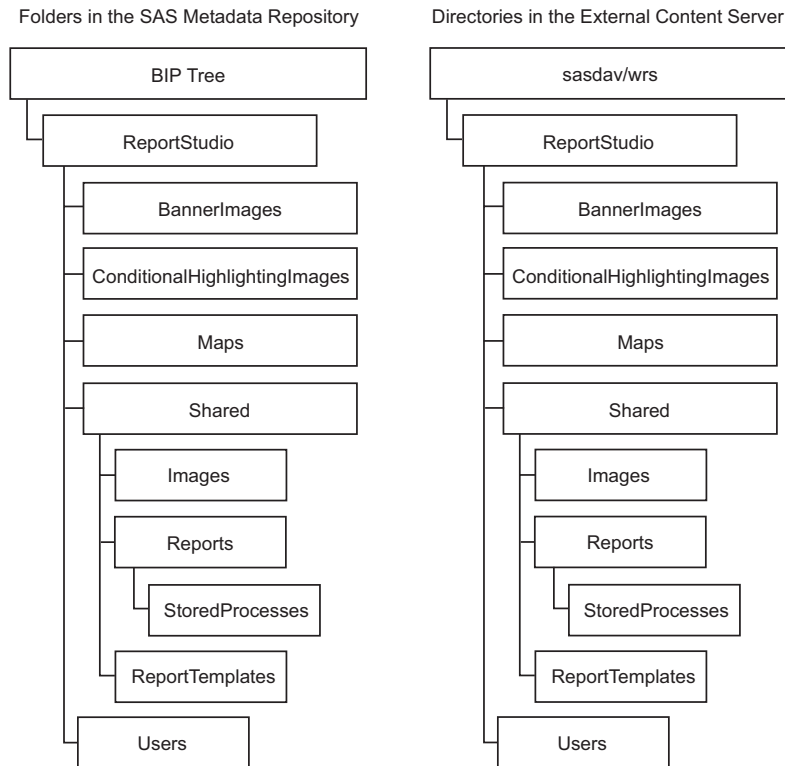 Folders in the SAS Metadata Repository
BIP Tree
ReportStudio
BannerImages
ConditionalHighlightingImages
Maps
Shared
Images
Reports
StoredProcesses
ReportTemplates
Users
Directories in the External Content Server
sasdav/wrs
ReportStudio
BannerImages
ConditionalHighlightingImages
Maps
Shared
Images
Reports
StoredProcesses
ReportTemplates
Users